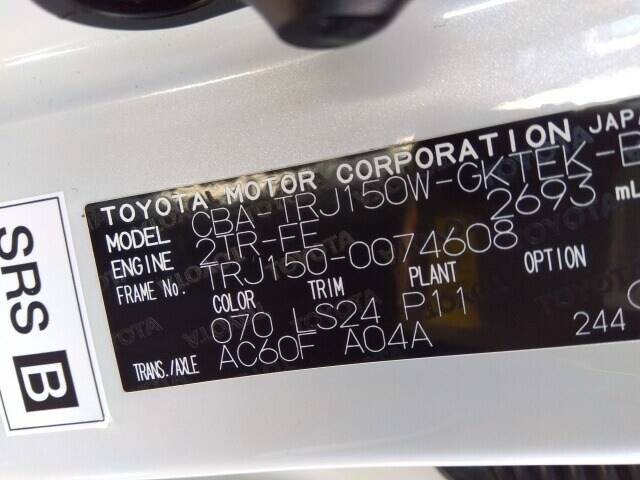 TOYOTA MOTOR CORPORATION JAPA
MODEL CBA-TRJ150W-GKTEK-E
ENGINE 2TR-FE 2693 mL
FRAME No. TRJ150-0074608
COLOR TRIM PLANT OPTION
070 LS24 P11
TRANS./AXLE AC60F A04A 244
SRS B